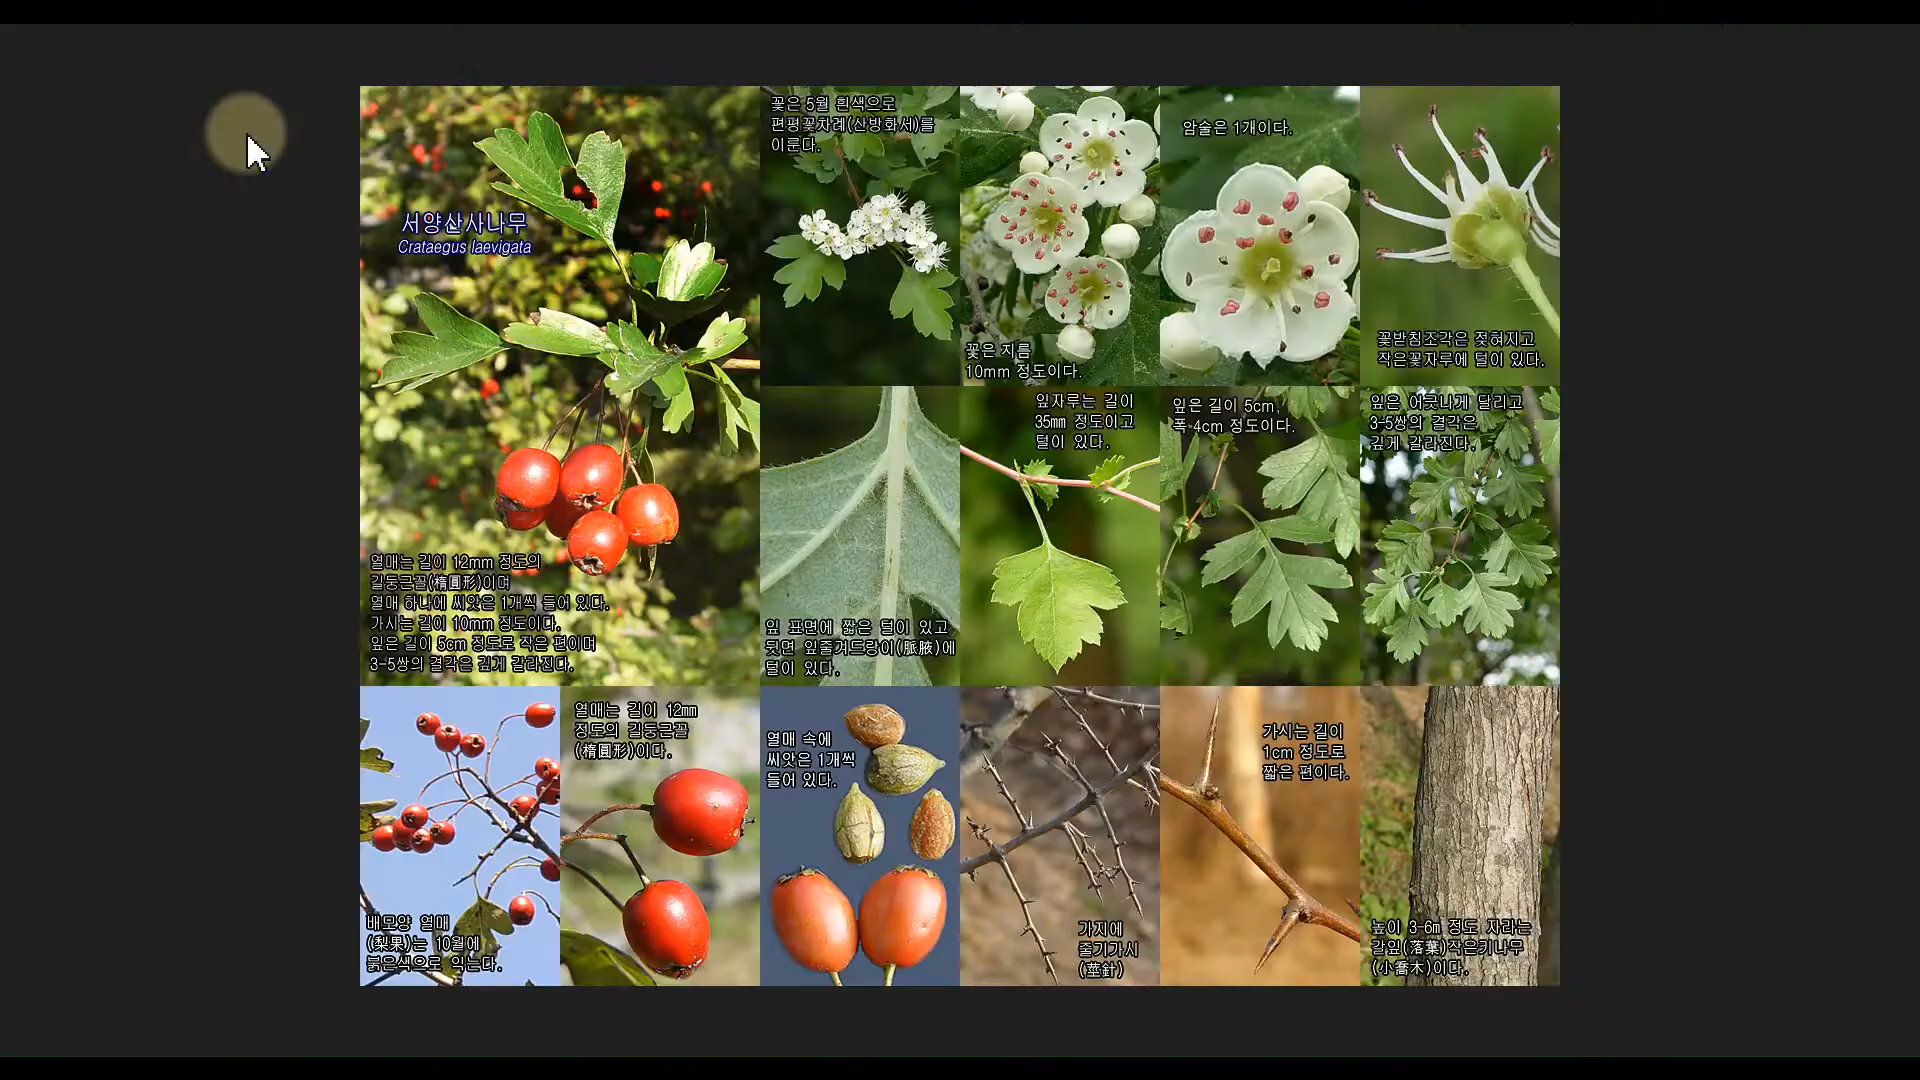 서양산사나무
Crataegus laevigata
열매는 길이 12mm 정도의
길둥근꼴(楕圓形)이며
열매 하나에 씨앗은 1개씩 들어 있다.
가시는 길이 10mm 정도이다.
잎은 길이 5cm 정도로 작은 편이며
3-5쌍의 결각은 깊게 갈라진다.
꽃은 5월 흰색으로
편평꽃차례(산방화서)를
이룬다.
꽃은 지름
10mm 정도이다.
암술은 1개이다.
꽃받침조각은 젖혀지고
작은꽃자루에 털이 있다.
잎 표면에 짧은 털이 있고
뒷면 잎줄겨드랑이(脈腋)에
털이 있다.
잎자루는 길이
35mm 정도이고
털이 있다.
잎은 길이 5cm,
폭 4cm 정도이다.
잎은 어긋나게 달리고
3-5쌍의 결각은
깊게 갈라진다.
배모양 열매
(梨果)는 10월에
붉은색으로 익는다.
열매는 길이 12mm
정도의 길둥근꼴
(楕圓形)이다.
열매 속에
씨앗은 1개씩
들어 있다.
가지에
줄기가시
(莖針)
가시는 길이
1cm 정도로
짧은 편이다.
높이 3-6m 정도 자라는
갈잎(落葉)작은키나무
(小喬木)이다.